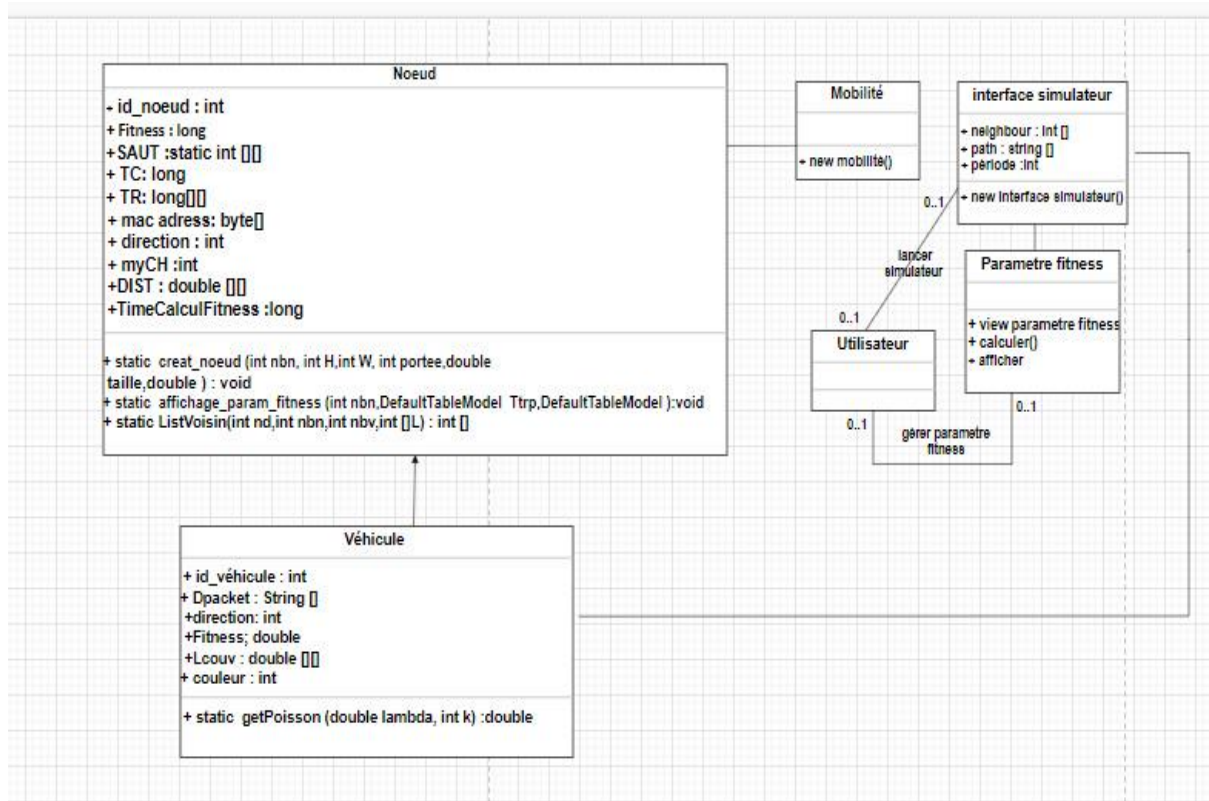 Noeud
+ id_noeud : int
+ Fitness : long
+SAUT :static int [][]
+ TC: long
+ TR: long[][]
+ mac adress: byte[]
+ direction : int
+ myCH :int
+DIST : double [][]
+TimeCalculFitness :long
+ static creat_noeud (int nbn, int H,int W, int portee,double
taille,double ) : void
+ static affichage_param_fitness (int nbn,DefaultTableModel Ttrp,DefaultTableModel ):void
+ static ListVoisin(int nd,int nbn,int nbv,int []L) : int []
Mobilité
+ new mobilité()
interface simulateur
+ neighbour : int []
+ path : string []
+ période :int
+ new interface simulateur()
0..1
lancer
simulateur
0..1
Parametre fitness
+ view parametre fitness
+ calculer()
+ afficher
Utilisateur
0..1
0..1
gérer parametre
fitness
Véhicule
+ id_véhicule : int
+ Dpacket : String []
+direction: int
+Fitness; double
+Lcouv : double [][]
+ couleur : int
+ static getPoisson (double lambda, int k) :double